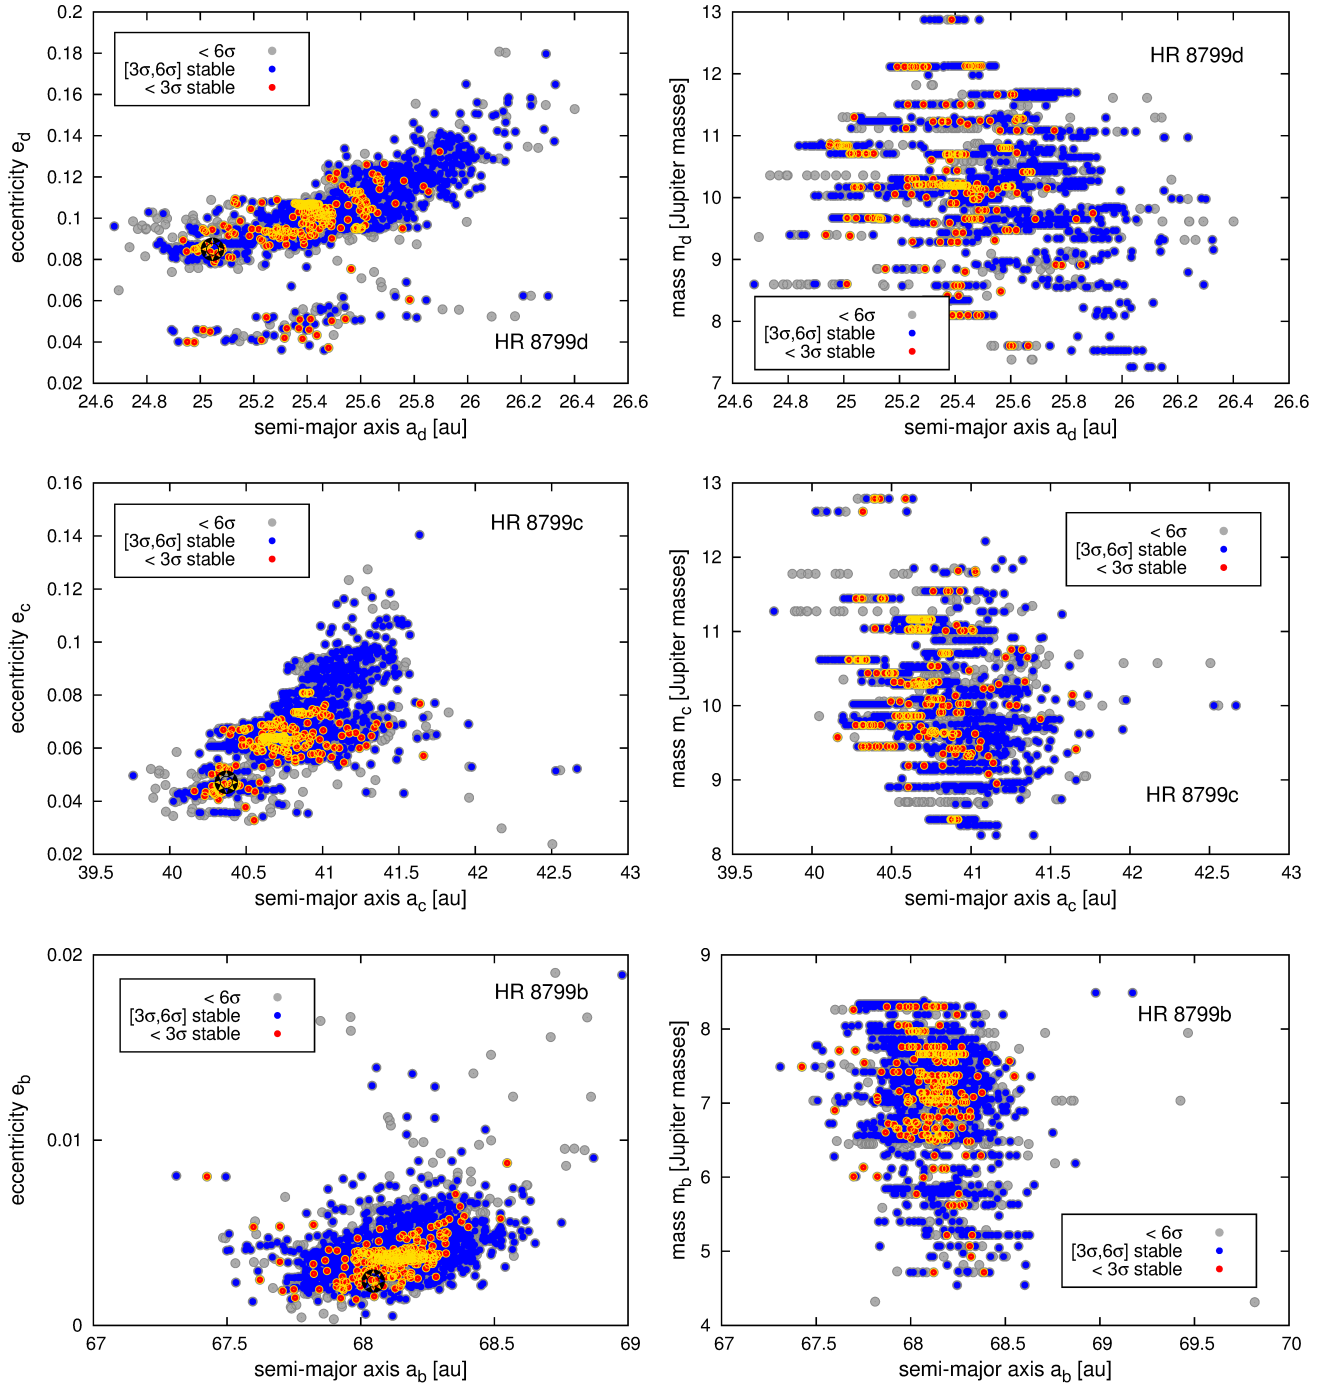 0.2
0.18
0.16
0.14
0.12
0.1
0.08
0.06
0.04
0.02
eccentricity e_d
< 6σ
[3σ,6σ] stable
< 3σ stable
HR 8799d
24.6 24.8 25 25.2 25.4 25.6 25.8 26 26.2 26.4 26.6
semi-major axis a_d [au]
13
12
11
10
9
8
7
mass m_d [Jupiter masses]
HR 8799d
< 6σ
[3σ,6σ] stable
< 3σ stable
24.6 24.8 25 25.2 25.4 25.6 25.8 26 26.2 26.4 26.6
semi-major axis a_d [au]
0.16
0.14
0.12
0.1
0.08
0.06
0.04
0.02
eccentricity e_c
< 6σ
[3σ,6σ] stable
< 3σ stable
HR 8799c
39.5 40 40.5 41 41.5 42 42.5 43
semi-major axis a_c [au]
13
12
11
10
9
8
mass m_c [Jupiter masses]
< 6σ
[3σ,6σ] stable
< 3σ stable
HR 8799c
39.5 40 40.5 41 41.5 42 42.5 43
semi-major axis a_c [au]
0.02
0.01
0
eccentricity e_b
< 6σ
[3σ,6σ] stable
< 3σ stable
HR 8799b
67 67.5 68 68.5 69
semi-major axis a_b [au]
9
8
7
6
5
4
mass m_b [Jupiter masses]
HR 8799b
< 6σ
[3σ,6σ] stable
< 3σ stable
67 67.5 68 68.5 69 69.5 70
semi-major axis a_b [au]